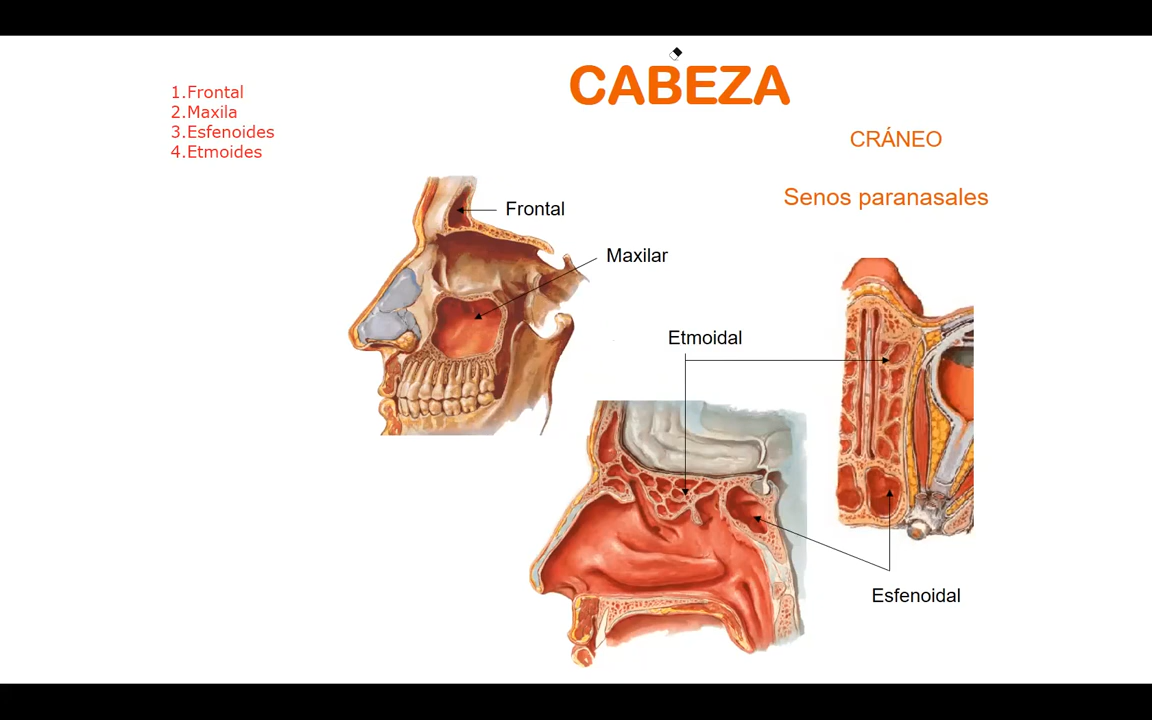 CABEZA
1.Frontal
2.Maxila
3.Esfenoides
4.Etmoides
CRÁNEO
Senos paranasales
Frontal
Maxilar
Etmoidal
Esfenoidal